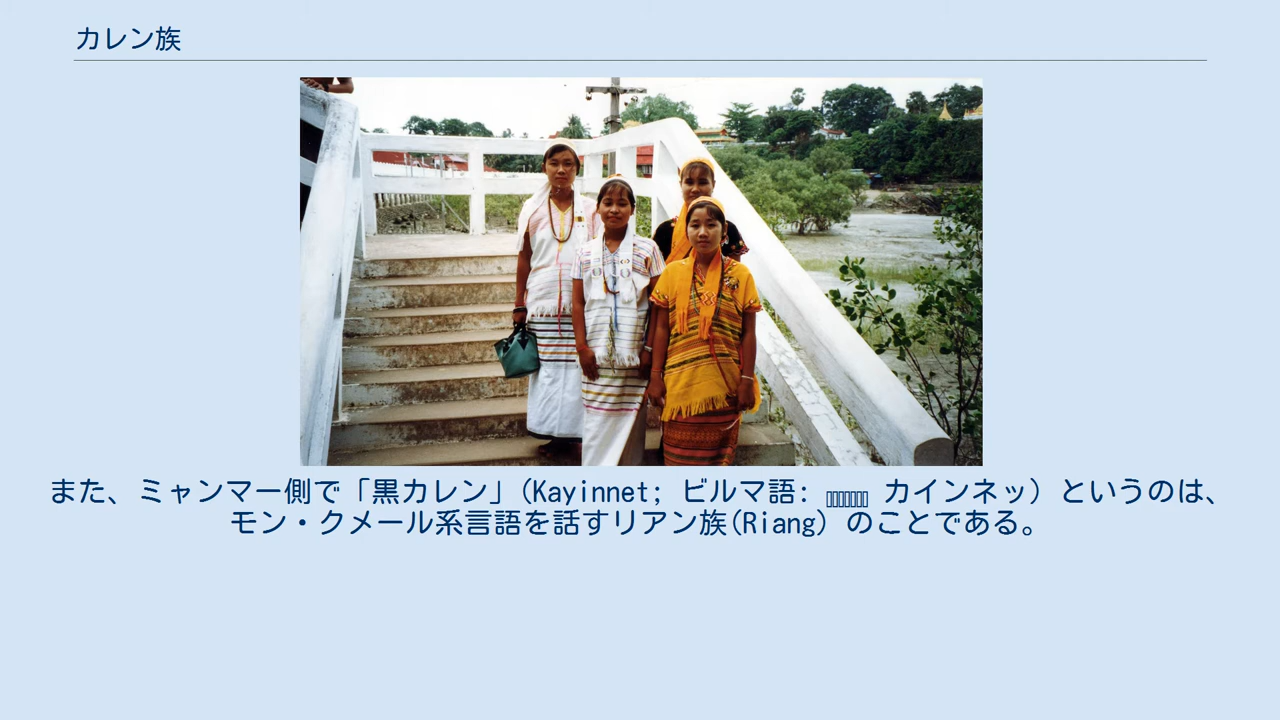 カレン族
また、ミャンマー側で「黒カレン」(Kayinnet; ビルマ語: カインネッ) というのは、
モン・クメール系言語を話すリアン族(Riang) のことである。